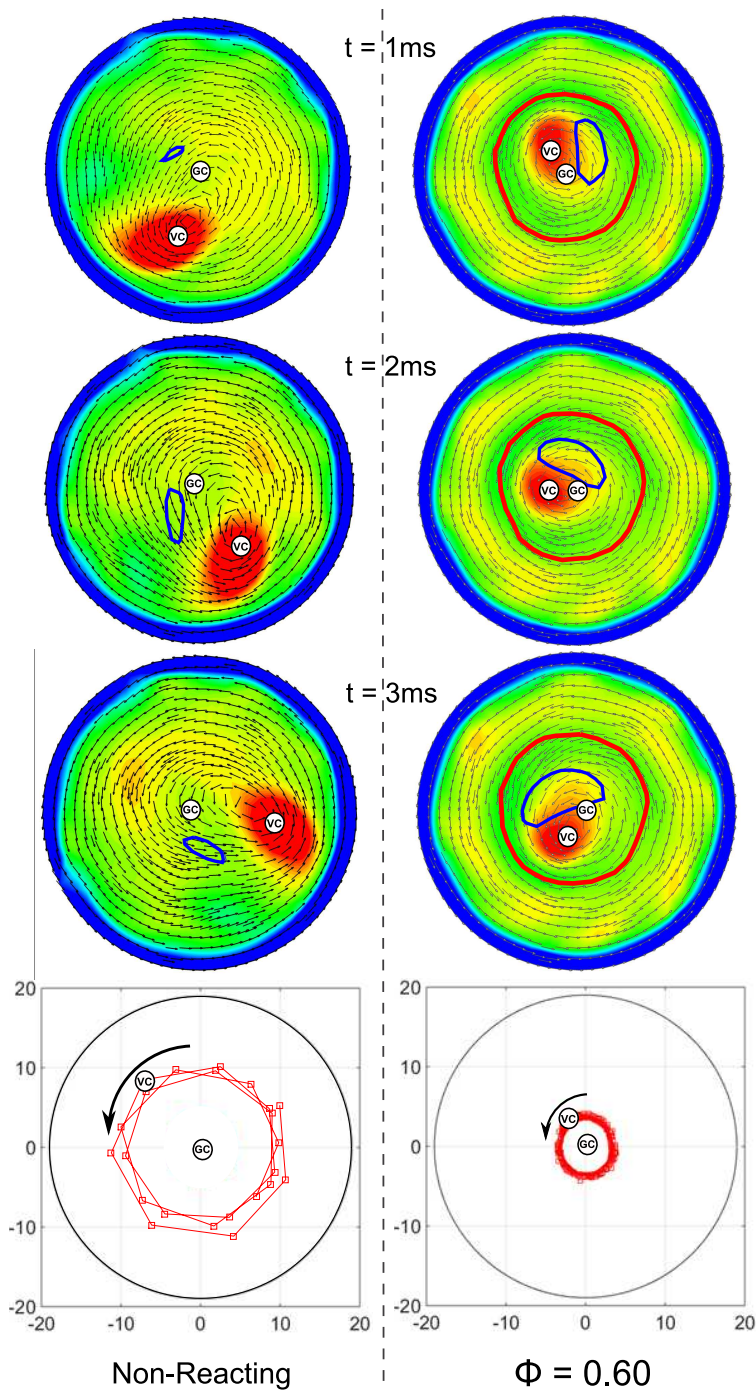 t = 1ms
GC
VC
VC
GC
t = 2ms
GC
VC
VC
GC
t = 3ms
GC
VC
GC
VC
20
10
0
-10
-20
-20 -10 0 10 20
VC
GC
20
10
0
-10
-20
-20 -10 0 10 20
VC
GC
Non-Reacting
Φ = 0.60